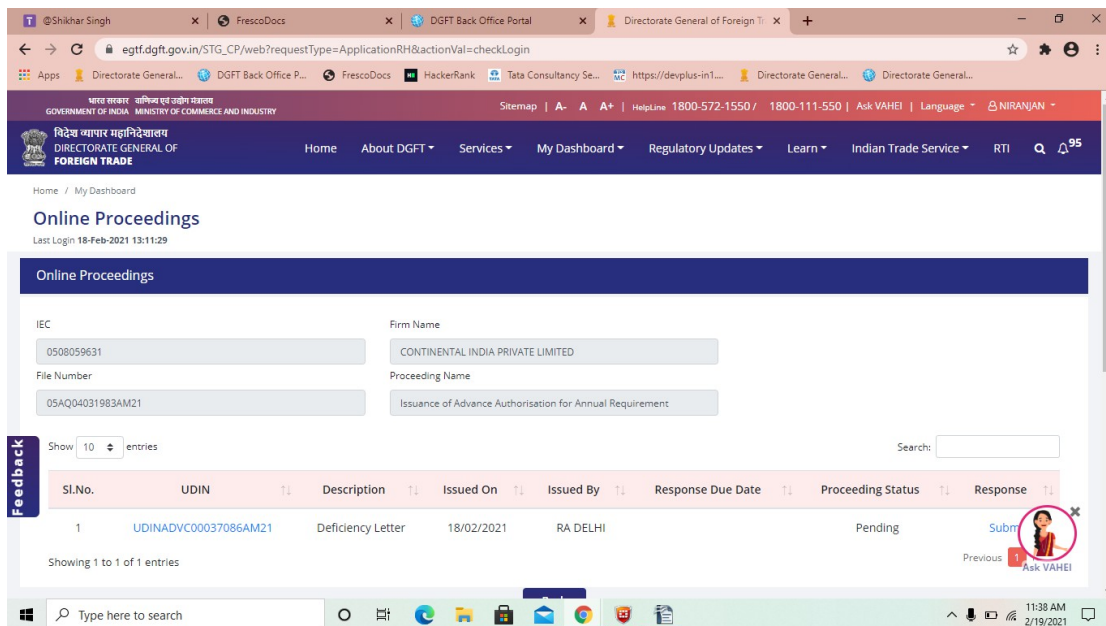 @Shikhar Singh
FrescoDocs
DGFT Back Office Portal
Directorate General of Foreign Tr
egtf.dgft.gov.in/STG_CP/web?requestType=ApplicationRH&actionVal=checkLogin
Apps Directorate General... DGFT Back Office P... FrescoDocs HackerRank Tata Consultancy Se... https://devplus-in1.... Directorate General... Directorate General...
भारत सरकार वाणिज्य एवं उद्योग मंत्रालय
GOVERNMENT OF INDIA MINISTRY OF COMMERCE AND INDUSTRY
Sitemap | A- A A+ | HelpLine 1800-572-1550 / 1800-111-550 | Ask VAHEI | Language NIRANJAN
विदेश व्यापार महानिदेशालय
DIRECTORATE GENERAL OF
FOREIGN TRADE
Home About DGFT Services My Dashboard Regulatory Updates Learn Indian Trade Service RTI 95
Home / My Dashboard
Online Proceedings
Last Login 18-Feb-2021 13:11:29
Online Proceedings
IEC Firm Name
0508059631 CONTINENTAL INDIA PRIVATE LIMITED
File Number Proceeding Name
05AQ04031983AM21 Issuance of Advance Authorisation for Annual Requirement
Feedback
Show 10 entries Search:
Sl.No. UDIN Description Issued On Issued By Response Due Date Proceeding Status Response
1 UDINADVC00037086AM21 Deficiency Letter 18/02/2021 RA DELHI Pending Subm
Showing 1 to 1 of 1 entries Previous 1
Ask VAHEI
Type here to search
11:38 AM
2/19/2021